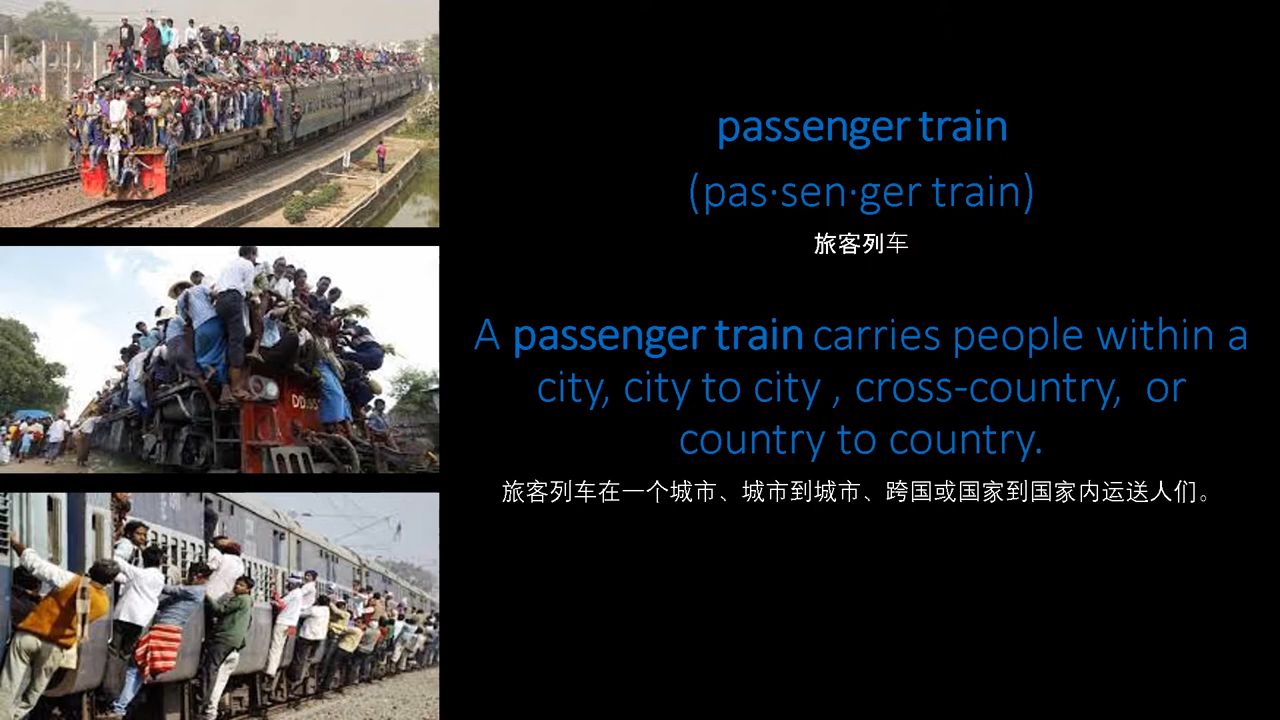 passenger train
(pas·sen·ger train)
旅客列车
A passenger train carries people within a
city, city to city , cross-country,  or
country to country.
旅客列车在一个城市、城市到城市、跨国或国家到国家内运送人们。